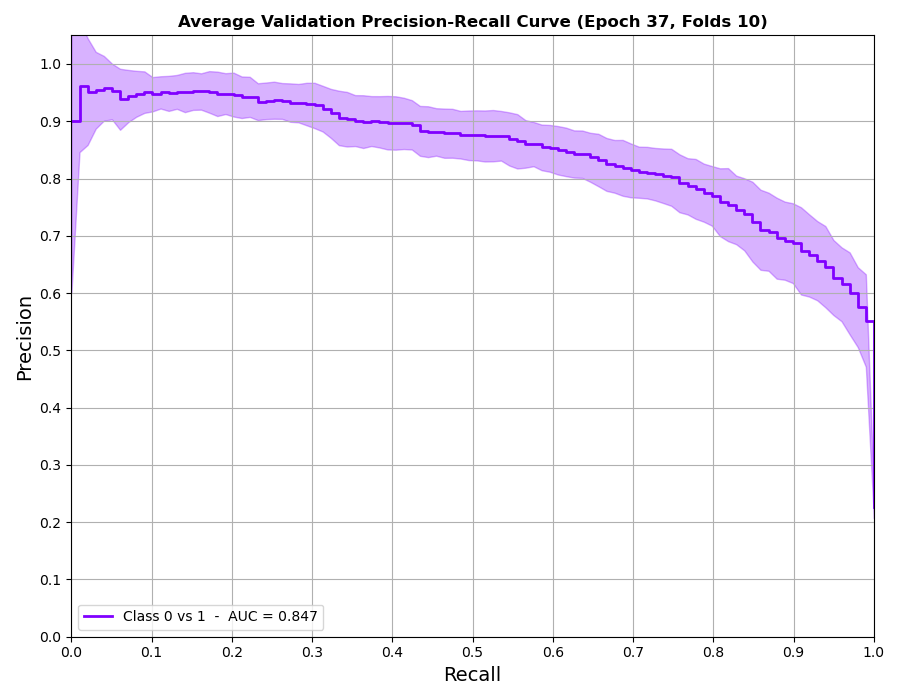 Average Validation Precision-Recall Curve (Epoch 37, Folds 10)
Precision
1.0
0.9
0.8
0.7
0.6
0.5
0.4
0.3
0.2
0.1
0.0
Class 0 vs 1 - AUC = 0.847
0.0 0.1 0.2 0.3 0.4 0.5 0.6 0.7 0.8 0.9 1.0
Recall